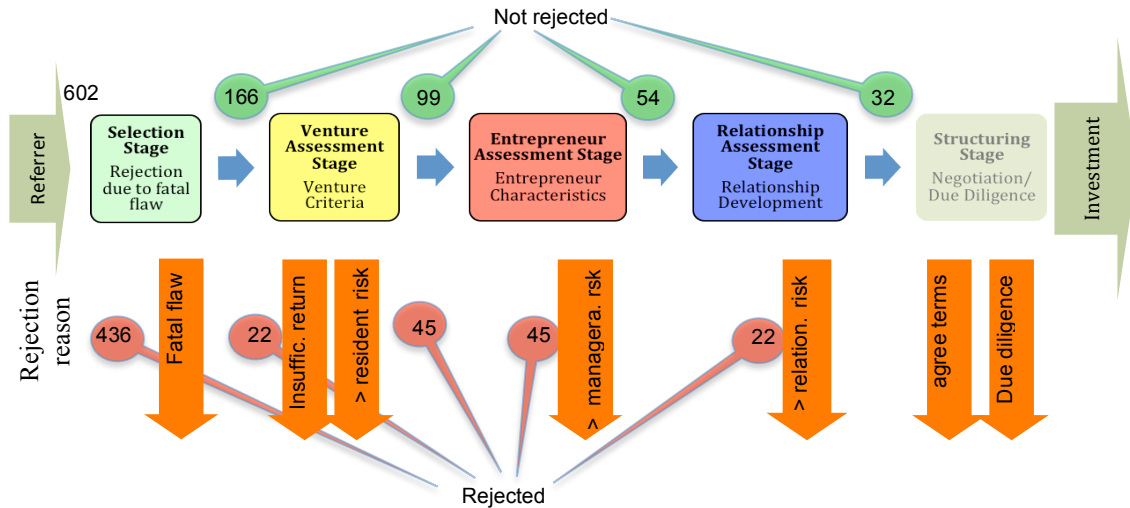 Not rejected
602
166
99
54
32
Referrer
Selection
Stage
Rejection
due to fatal
flaw
Venture
Assessment
Stage
Venture
Criteria
Entrepreneur
Assessment Stage
Entrepreneur
Characteristics
Relationship
Assessment
Stage
Relationship
Development
Structuring
Stage
Negotiation/
Due Diligence
Investment
Rejection
reason
436
Fatal flaw
22
Insuffic. return
> resident risk
45
45
> managera. rsk
22
> relation. risk
agree terms
Due diligence
Rejected